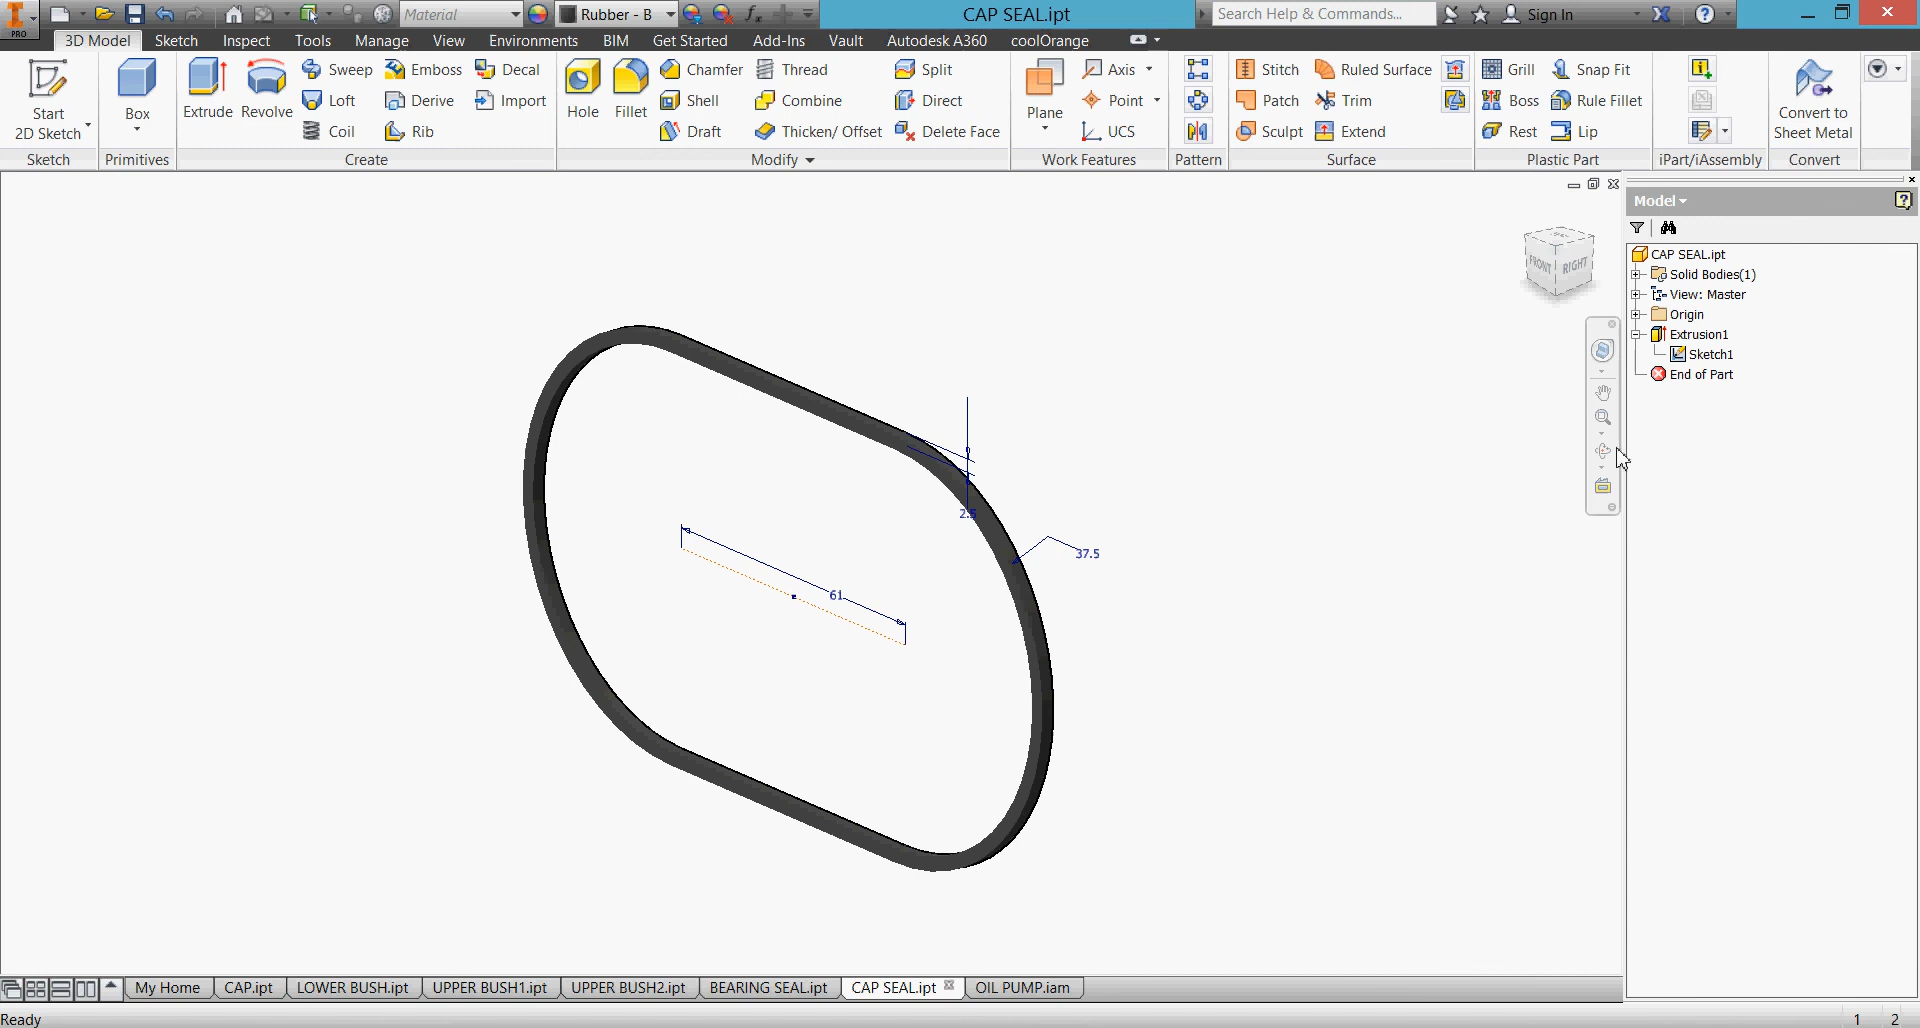 PRO
Material
Rubber - B
fx
CAP SEAL.ipt
Search Help & Commands...
Sign In
3D Model
Sketch
Inspect
Tools
Manage
View
Environments
BIM
Get Started
Add-Ins
Vault
Autodesk A360
coolOrange
Start
2D Sketch
Box
Extrude
Revolve
Sweep
Loft
Coil
Emboss
Derive
Rib
Decal
Import
Hole
Fillet
Chamfer
Shell
Draft
Thread
Combine
Thicken/ Offset
Split
Direct
Delete Face
Plane
Axis
Point
UCS
Stitch
Patch
Sculpt
Ruled Surface
Trim
Extend
Grill
Boss
Rest
Snap Fit
Rule Fillet
Lip
Convert to
Sheet Metal
Sketch
Primitives
Create
Modify
Work Features
Pattern
Surface
Plastic Part
iPart/iAssembly
Convert
Model
CAP SEAL.ipt
Solid Bodies(1)
View: Master
Origin
Extrusion1
Sketch1
End of Part
FRONT
RIGHT
2.5
37.5
61
My Home
CAP.ipt
LOWER BUSH.ipt
UPPER BUSH1.ipt
UPPER BUSH2.ipt
BEARING SEAL.ipt
CAP SEAL.ipt
OIL PUMP.iam
Ready
1
2